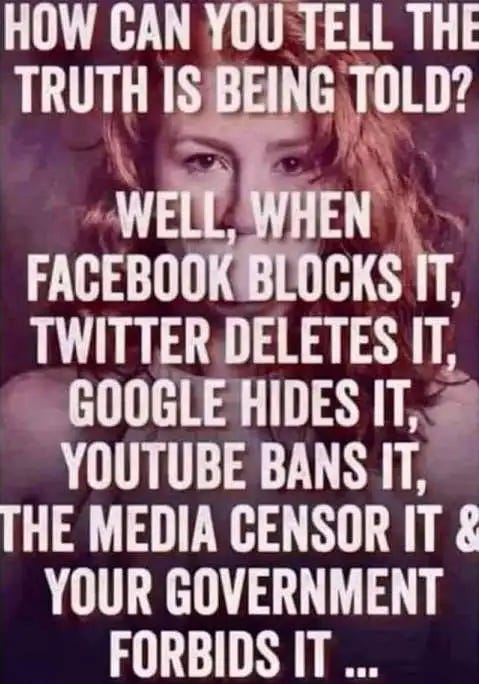 HOW CAN YOU TELL THE
TRUTH IS BEING TOLD?
WELL, WHEN
FACEBOOK BLOCKS IT,
TWITTER DELETES IT,
GOOGLE HIDES IT,
YOUTUBE BANS IT,
THE MEDIA CENSOR IT &
YOUR GOVERNMENT
FORBIDS IT ...